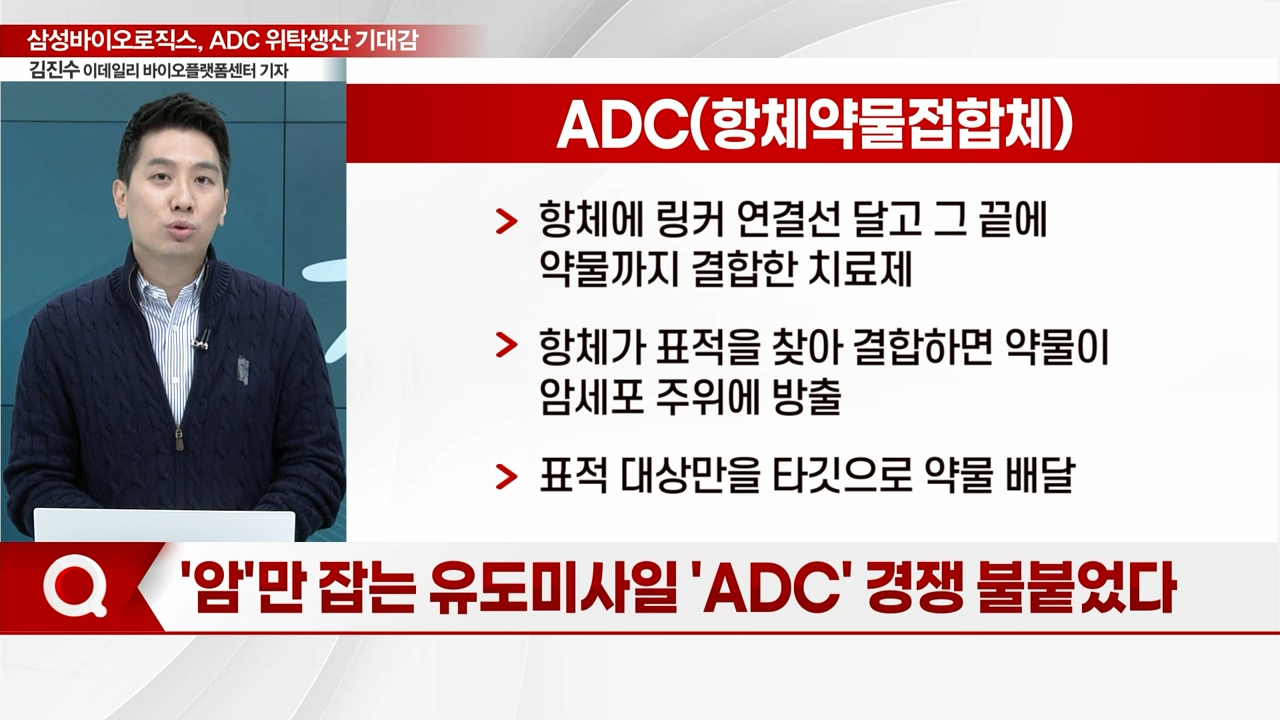 삼성바이오로직스, ADC 위탁생산 기대감
김진수 이데일리 바이오플랫폼센터 기자
ADC(항체약물접합체)
> 항체에 링커 연결선 달고 그 끝에
약물까지 결합한 치료제
> 항체가 표적을 찾아 결합하면 약물이
암세포 주위에 방출
> 표적 대상만을 타깃으로 약물 배달
'암'만 잡는 유도미사일 'ADC' 경쟁 불붙었다